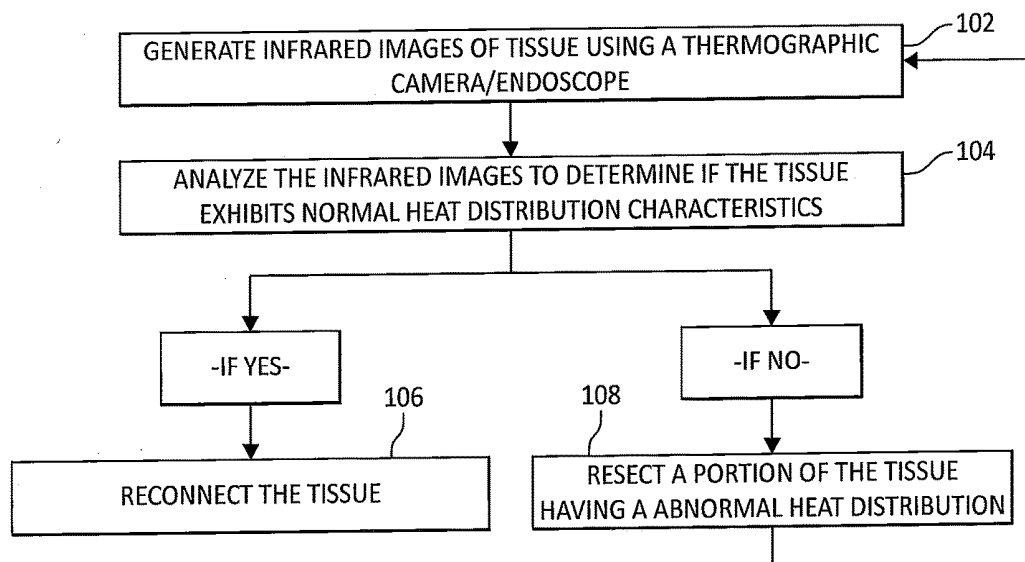 102
GENERATE INFRARED IMAGES OF TISSUE USING A THERMOGRAPHIC
CAMERA/ENDOSCOPE
104
ANALYZE THE INFRARED IMAGES TO DETERMINE IF THE TISSUE
EXHIBITS NORMAL HEAT DISTRIBUTION CHARACTERISTICS
-IF YES-
-IF NO-
106
RECONNECT THE TISSUE
108
RESECT A PORTION OF THE TISSUE
HAVING A ABNORMAL HEAT DISTRIBUTION